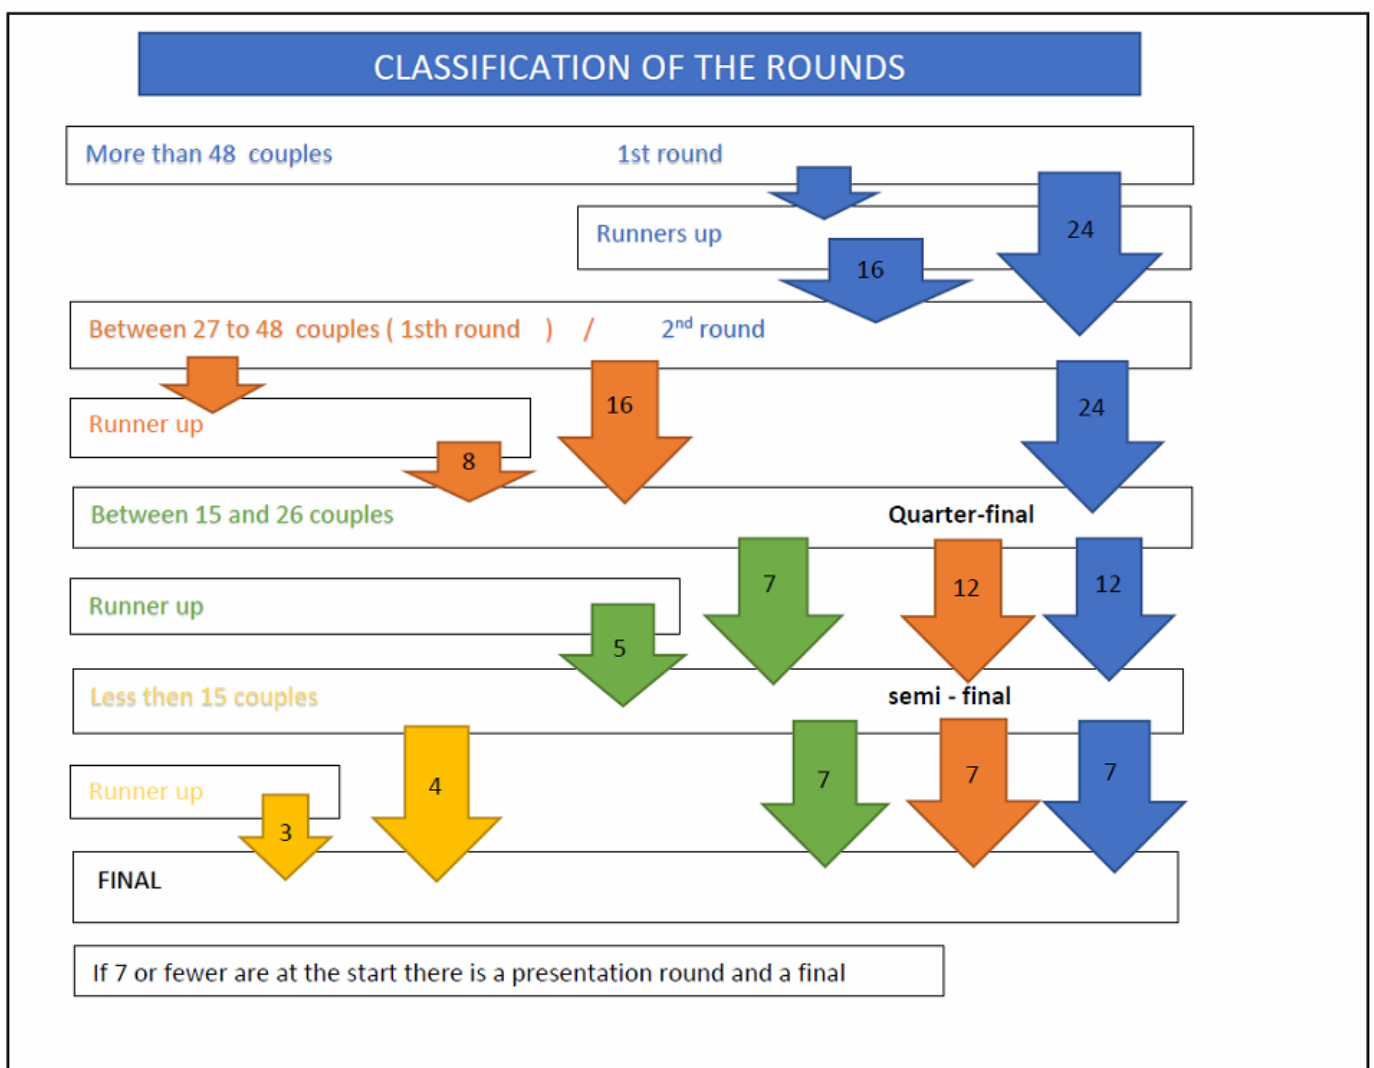 CLASSIFICATION OF THE ROUNDS
More than 48 couples 1st round
Runners up
24
16
Between 27 to 48 couples ( 1sth round ) / 2nd round
Runner up
16
24
8
Between 15 and 26 couples Quarter-final
7
12
12
Runner up
5
Less then 15 couples semi - final
Runner up
3
4
7
7
7
FINAL
If 7 or fewer are at the start there is a presentation round and a final